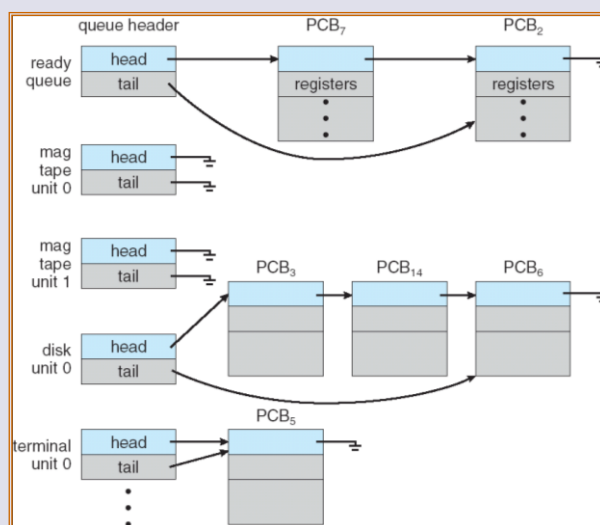 queue header PCB7 PCB2
ready queue
head
tail
registers
registers
mag tape unit 0
head
tail
mag tape unit 1
head
tail
PCB3 PCB14 PCB6
disk unit 0
head
tail
PCB5
terminal unit 0
head
tail